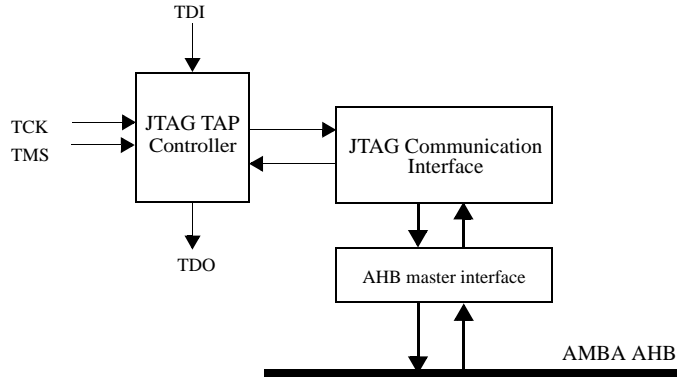 TDI
TCK
TMS
JTAG TAP
Controller
JTAG Communication
Interface
TDO
AHB master interface
AMBA AHB